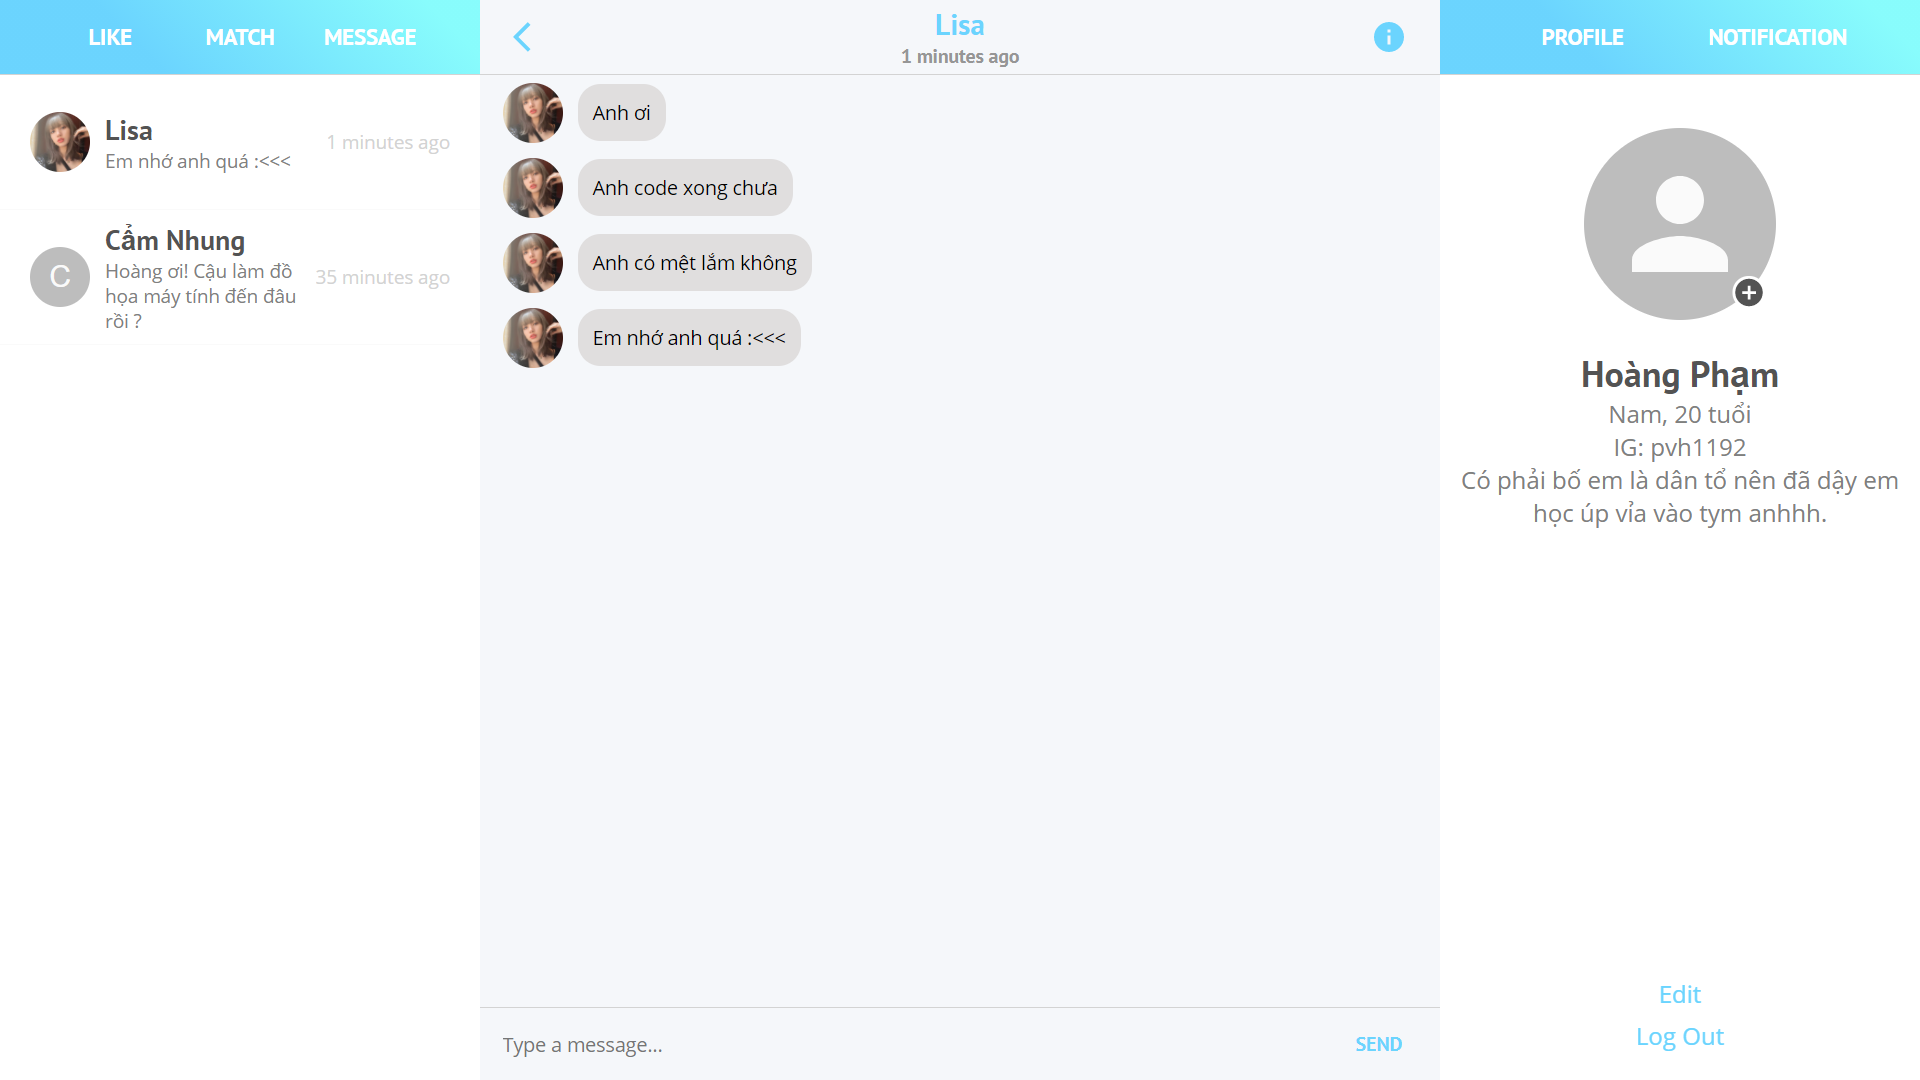 LIKE
MATCH
MESSAGE
Lisa
Em nhớ anh quá :<<<
1 minutes ago
Cẩm Nhung
Hoàng ơi! Cậu làm đồ
họa máy tính đến đâu
rồi ?
35 minutes ago
C
Lisa
1 minutes ago
Anh ơi
Anh code xong chưa
Anh có mệt lắm không
Em nhớ anh quá :<<<
Type a message...
SEND
PROFILE
NOTIFICATION
Hoàng Phạm
Nam, 20 tuổi
IG: pvh1192
Có phải bố em là dân tổ nên đã dậy em
học úp vỉa vào tym anhhh.
Edit
Log Out